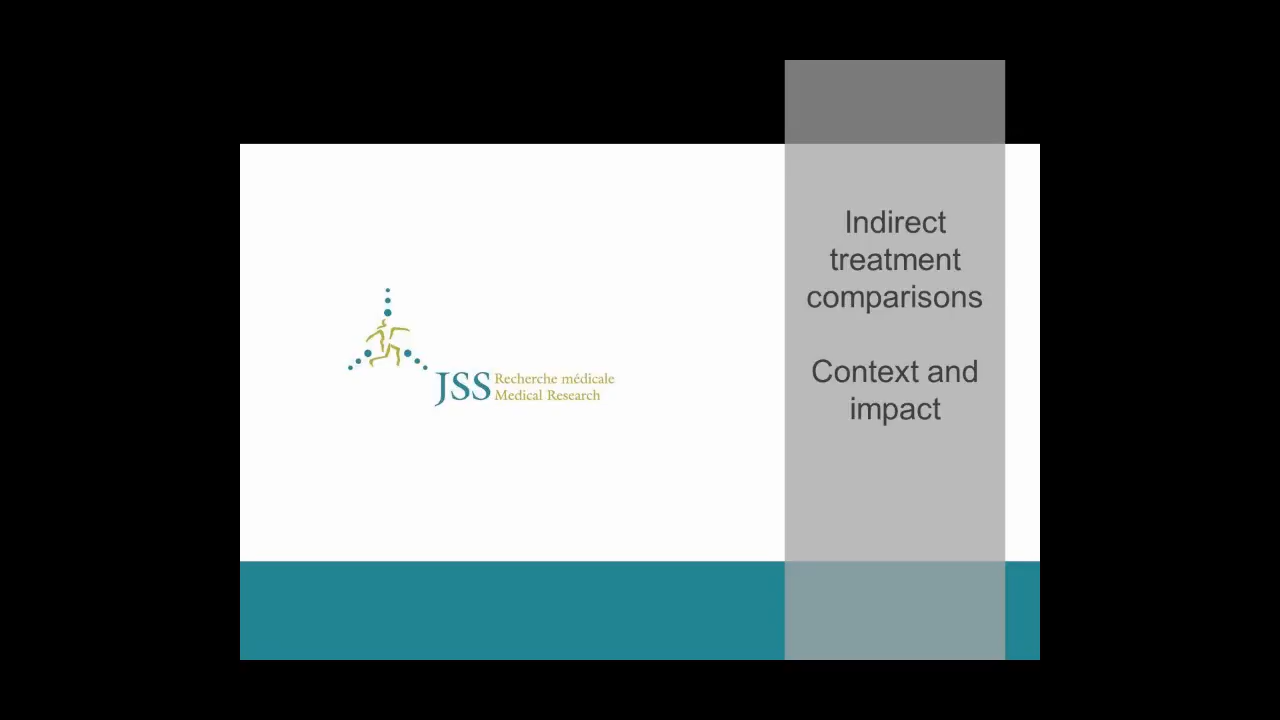 Indirect
treatment
comparisons
Context and
impact
JSS Recherche médicale
Medical Research